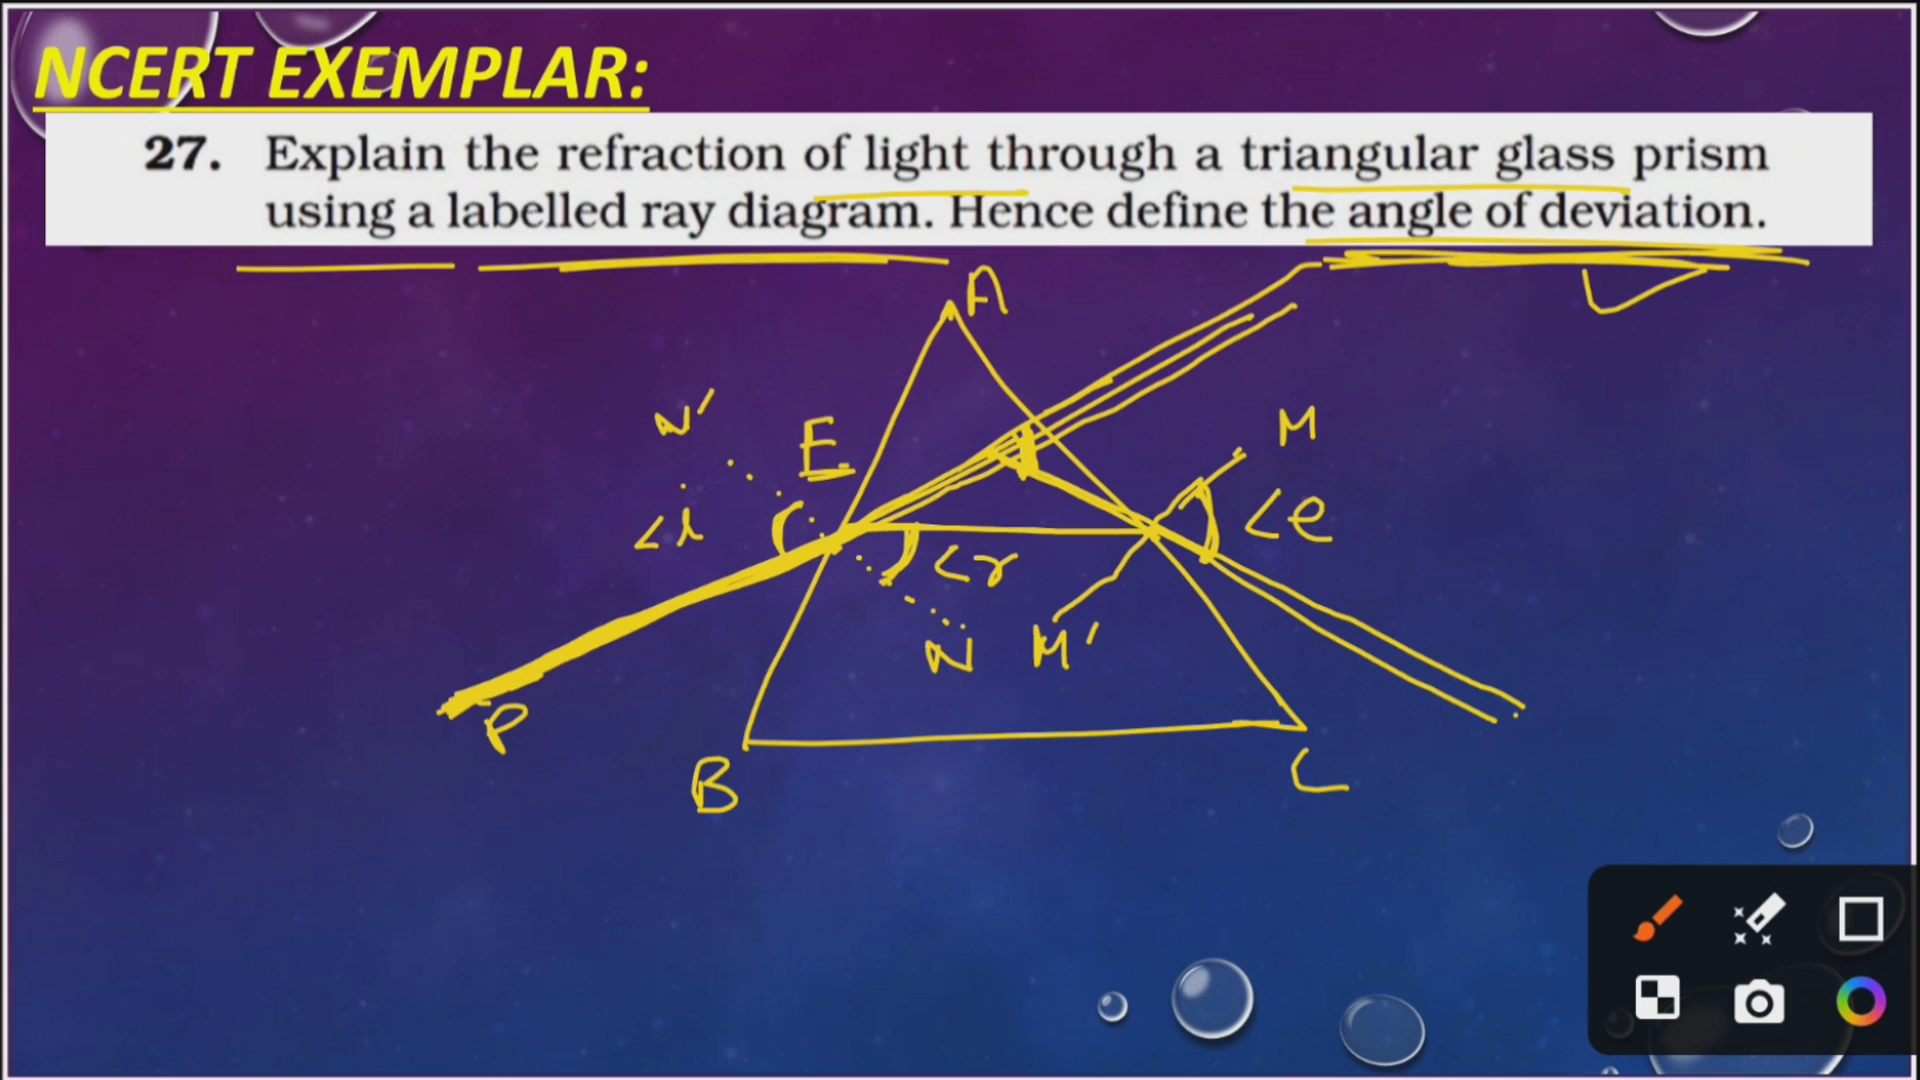 NCERT EXEMPLAR:
27. Explain the refraction of light through a triangular glass prism
using a labelled ray diagram. Hence define the angle of deviation.
A
N'
E
M
<i
<e
<r
N
M'
P
B
C